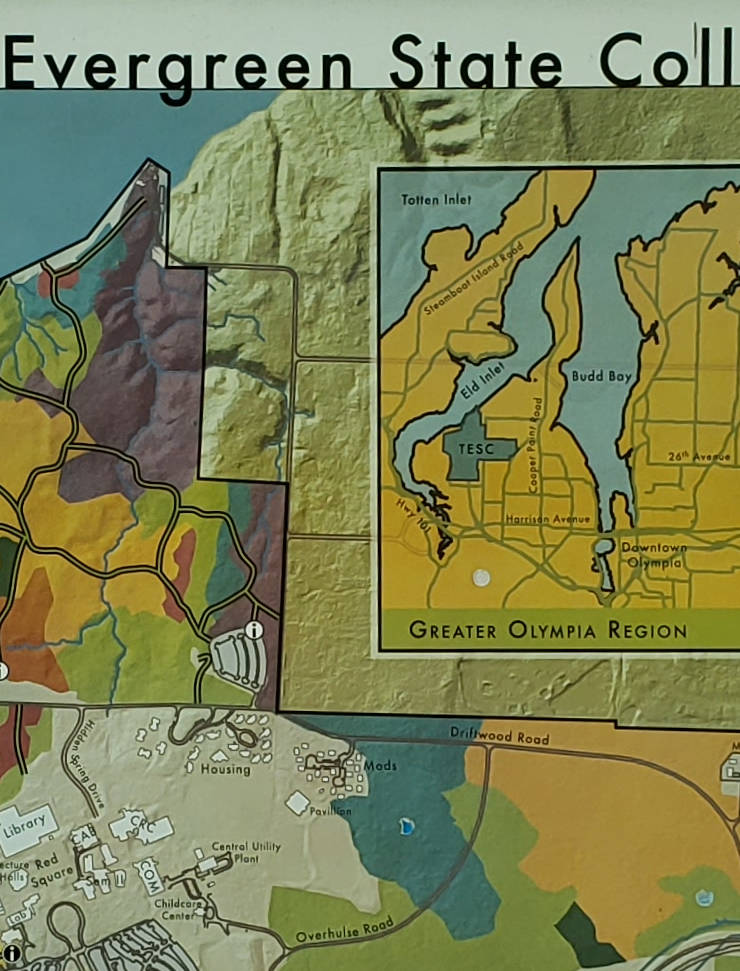 Evergreen State Coll
Totten Inlet
Steamboat Island Road
Eld Inlet
Budd Bay
TESC
Cooper Point Road
26th Avenue
Hwy 101
Harrison Avenue
Downtown
Olympia
GREATER OLYMPIA REGION
i
i
Driftwood Road
Hidden Spring Drive
Housing
Mods
Pavillion
Library
CAB
CRC
Central Utility
Plant
Red
Square
Halls
Sem
COM
Childcare
Center
Lab
Overhulse Road
i